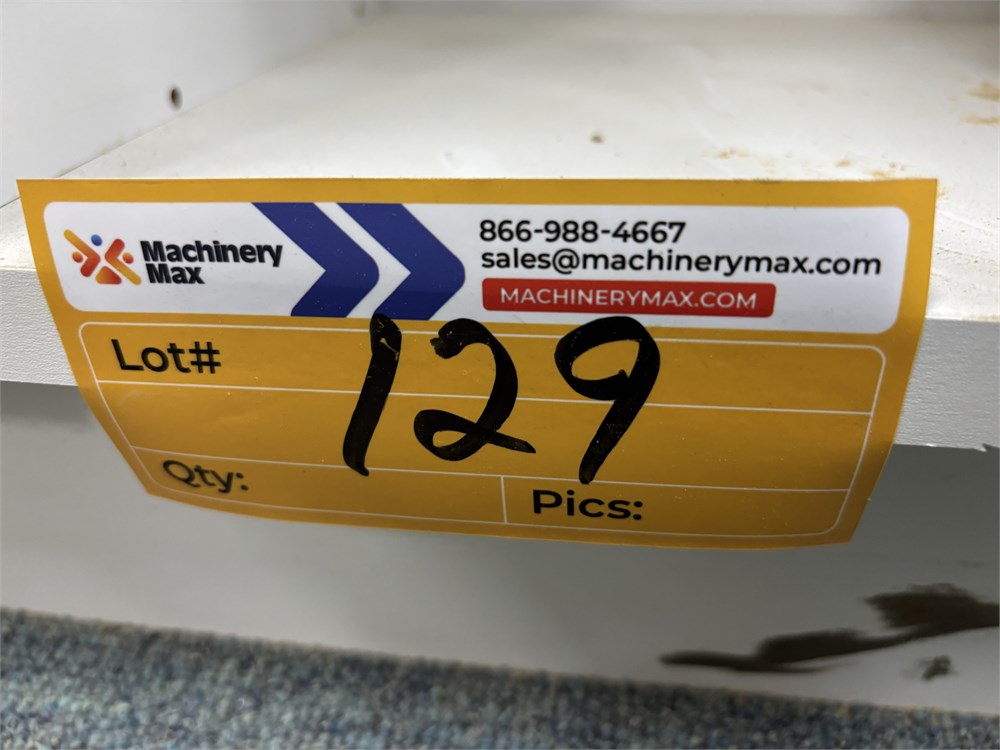 Machinery
Max
866-988-4667
sales@machinerymax.com
MACHINERYMAX.COM
Lot#
129
Qty:
Pics: